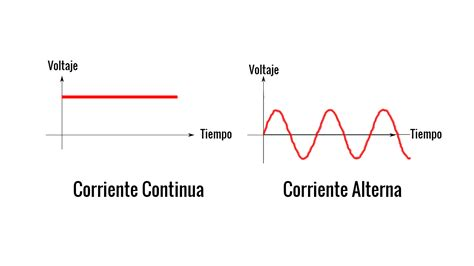 Voltaje
Tiempo
Corriente Continua
Voltaje
Tiempo
Corriente Alterna